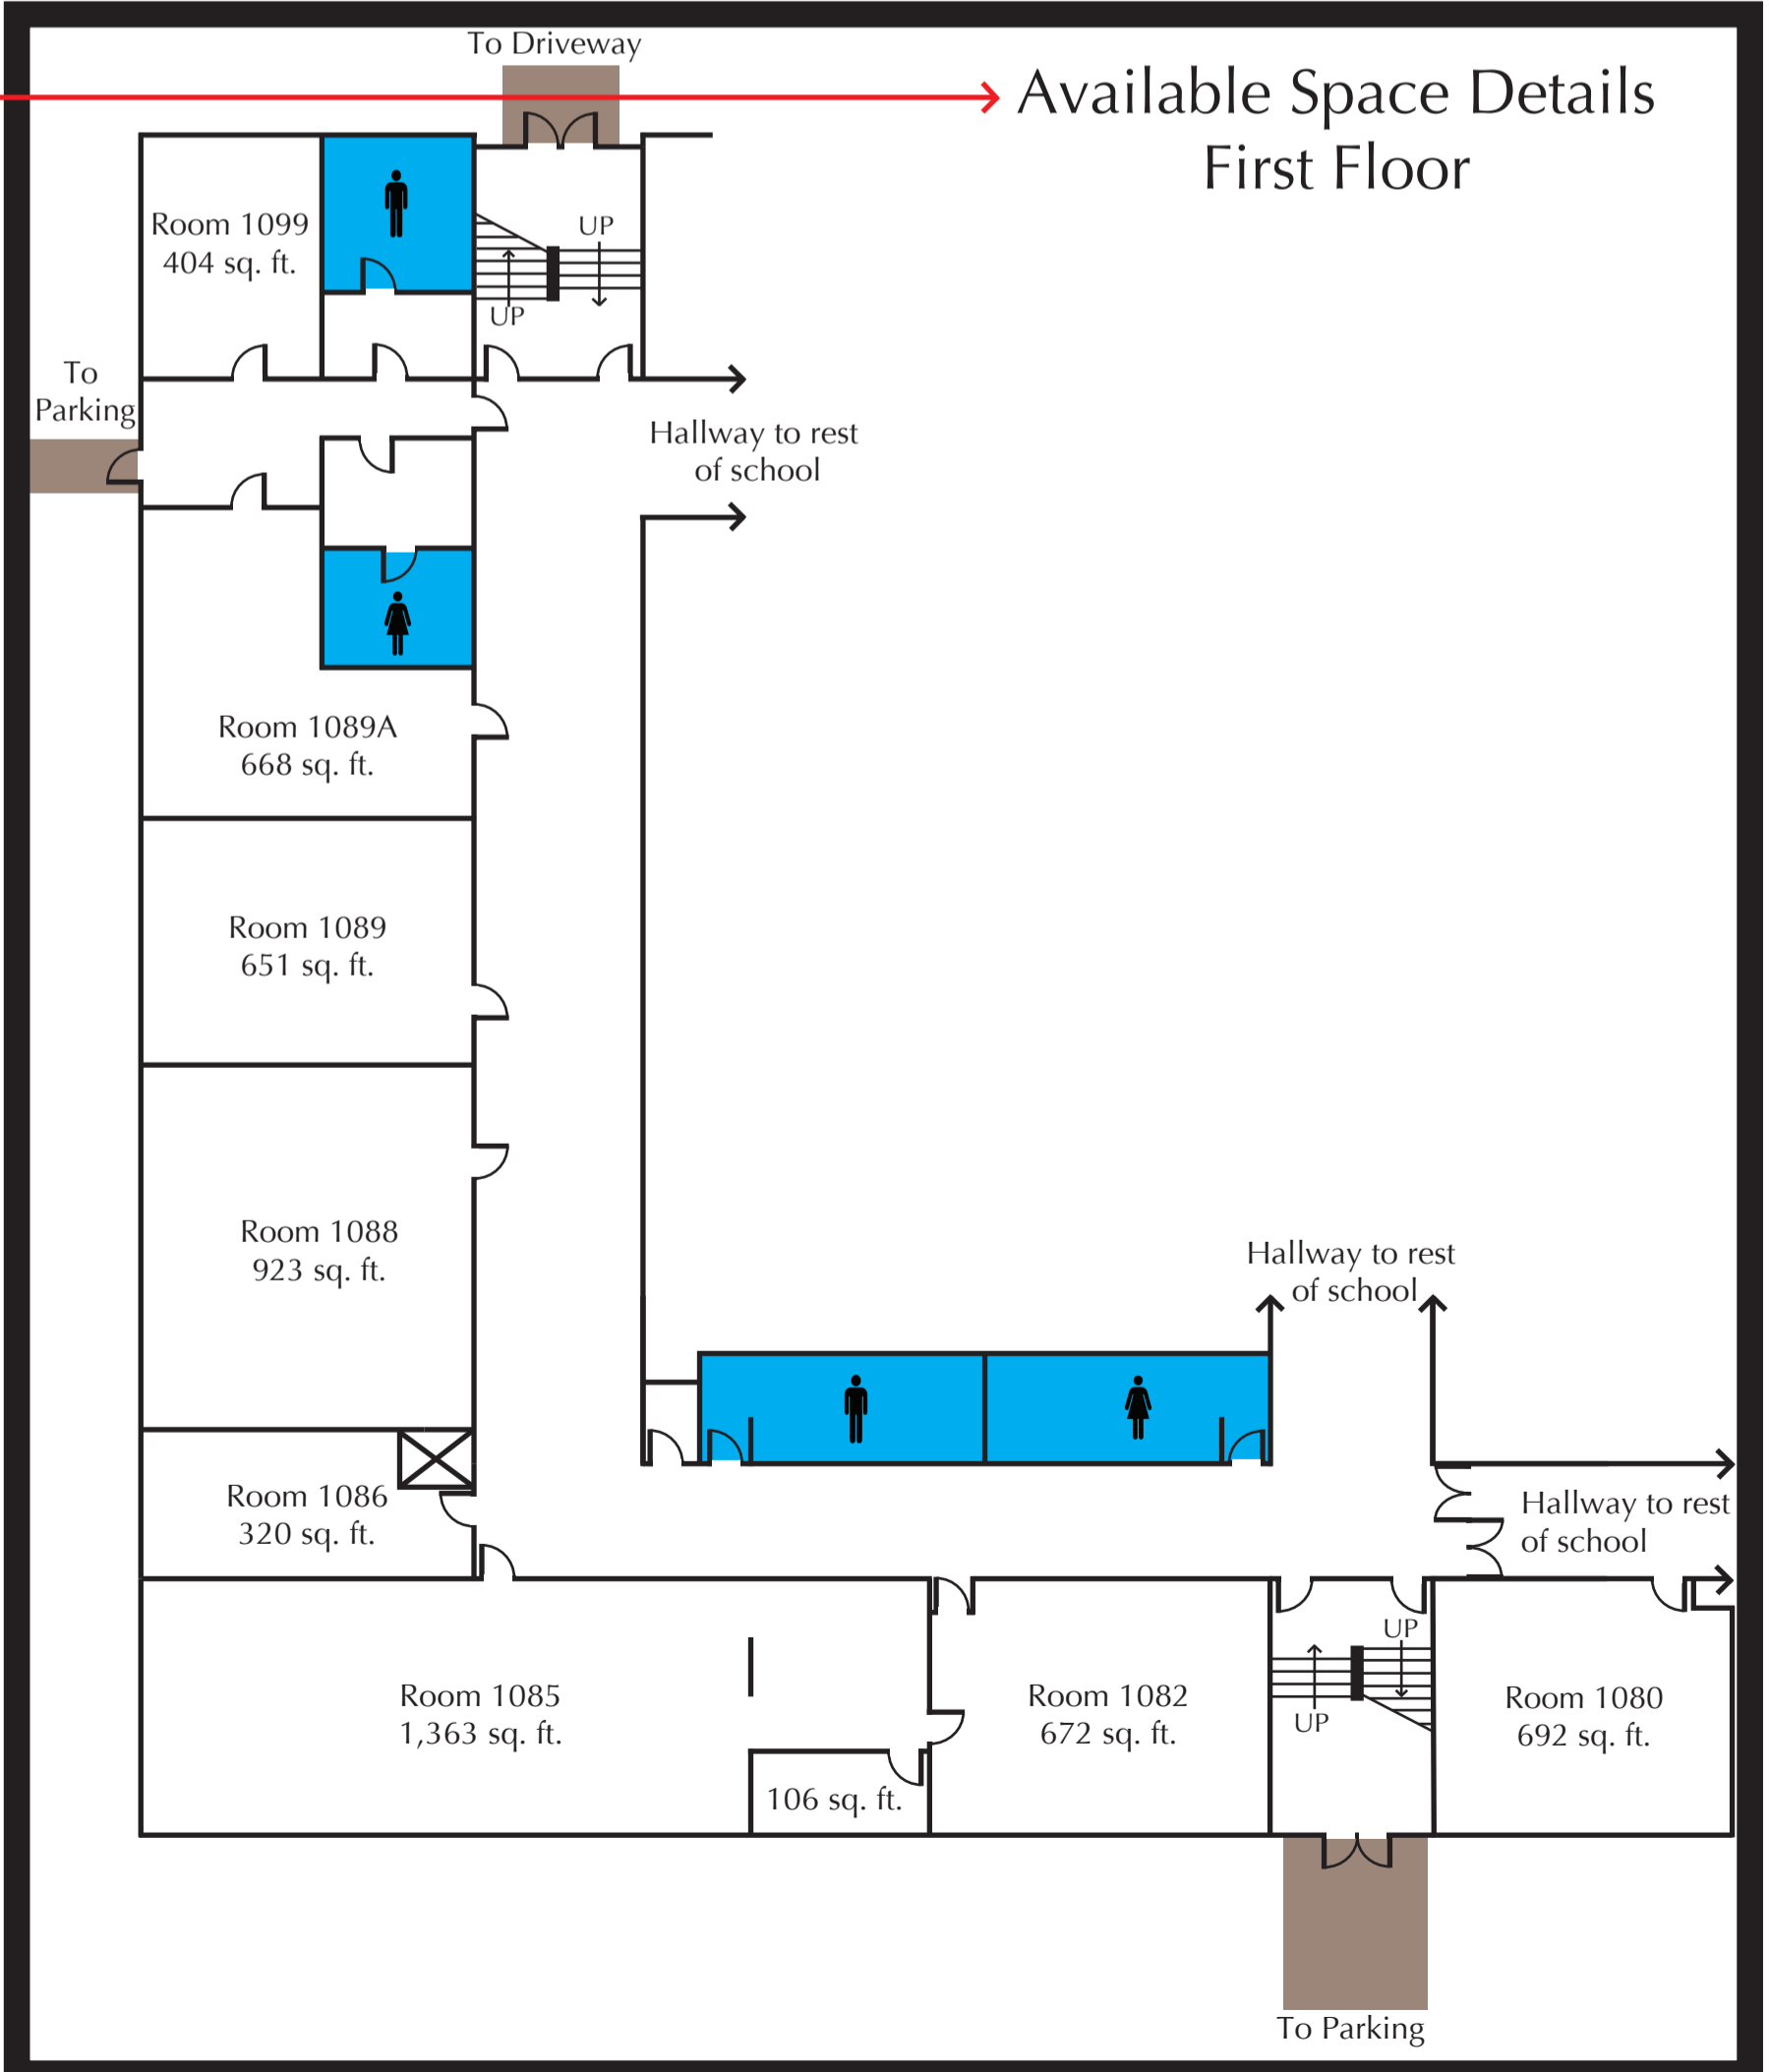 To Driveway
Available Space Details
First Floor
Room 1099
404 sq. ft.
UP
UP
To
Parking
Hallway to rest
of school
Room 1089A
668 sq. ft.
Room 1089
651 sq. ft.
Room 1088
923 sq. ft.
Hallway to rest
of school
Room 1086
320 sq. ft.
Hallway to rest
of school
Room 1085
1,363 sq. ft.
106 sq. ft.
Room 1082
672 sq. ft.
UP
UP
Room 1080
692 sq. ft.
To Parking